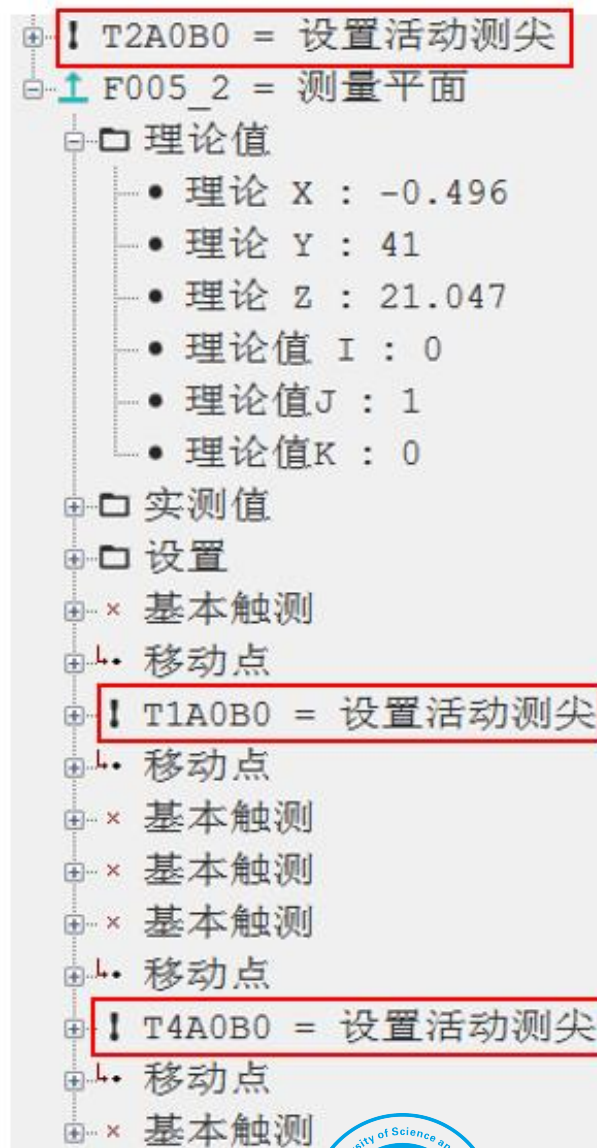 T2A0B0 = 设置活动测尖
F005_2 = 测量平面
理论值
理论 X : -0.496
理论 Y : 41
理论 Z : 21.047
理论值 I : 0
理论值J : 1
理论值K : 0
实测值
设置
基本触测
移动点
T1A0B0 = 设置活动测尖
移动点
基本触测
基本触测
基本触测
移动点
T4A0B0 = 设置活动测尖
移动点
基本触测